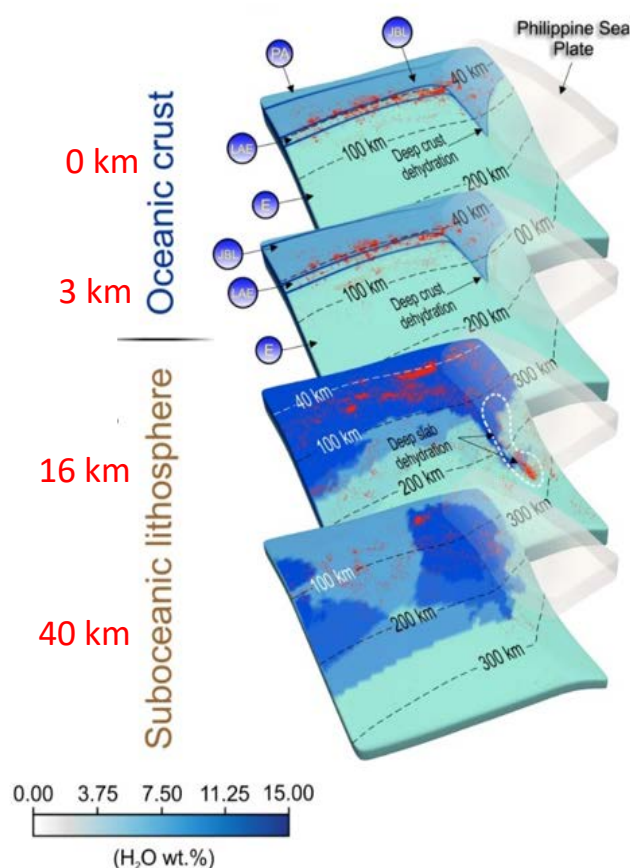 Philippine Sea
Plate
PA
JBL
40 km
LAE
100 km
Deep crust
dehydration
200 km
E
0 km
Oceanic crust
JBL
40 km
LAE
00 km
100 km
Deep crust
dehydration
200 km
E
3 km
40 km
300 km
100 km
Deep slab
dehydration
200 km
16 km
Suboceanic lithosphere
300 km
100 km
200 km
300 km
40 km
0.00 3.75 7.50 11.25 15.00
(H₂O wt.%)